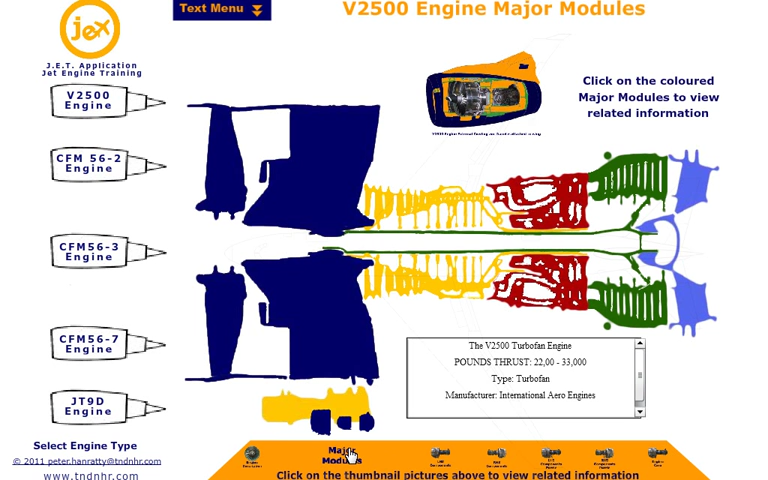 Text Menu
V2500 Engine Major Modules
jex
J.E.T. Application
Jet Engine Training
V2500
Engine
CFM 56-2
Engine
CFM56-3
Engine
CFM56-7
Engine
JT9D
Engine
Select Engine Type
© 2011 peter.hanratty@tndnhr.com
www.tndnhr.com
Click on the coloured
Major Modules to view
related information
The V2500 Turbofan Engine
POUNDS THRUST: 22,00 - 33,000
Type: Turbofan
Manufacturer: International Aero Engines
Major
Modules
Click on the thumbnail pictures above to view related information